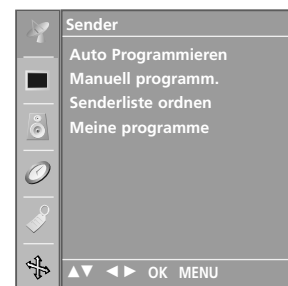 Sender
Auto Programmieren
Manuell programm.
Senderliste ordnen
Meine programme
▲▼ ◄► OK MENU